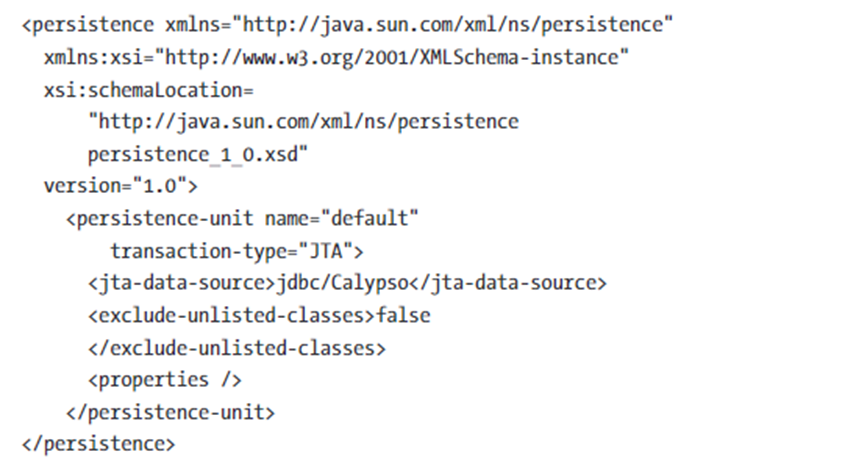 <persistence xmlns="http://java.sun.com/xml/ns/persistence"
xmlns:xsi="http://www.w3.org/2001/XMLSchema-instance"
xsi:schemaLocation=
"http://java.sun.com/xml/ns/persistence
persistence_1_0.xsd"
version="1.0">
<persistence-unit name="default"
transaction-type="JTA">
<jta-data-source>jdbc/Calypso</jta-data-source>
<exclude-unlisted-classes>false
</exclude-unlisted-classes>
<properties />
</persistence-unit>
</persistence>